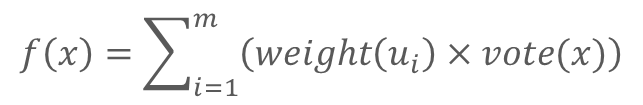 f(x) = ∑_{i=1}^{m} (weight(u_i) × vote(x))